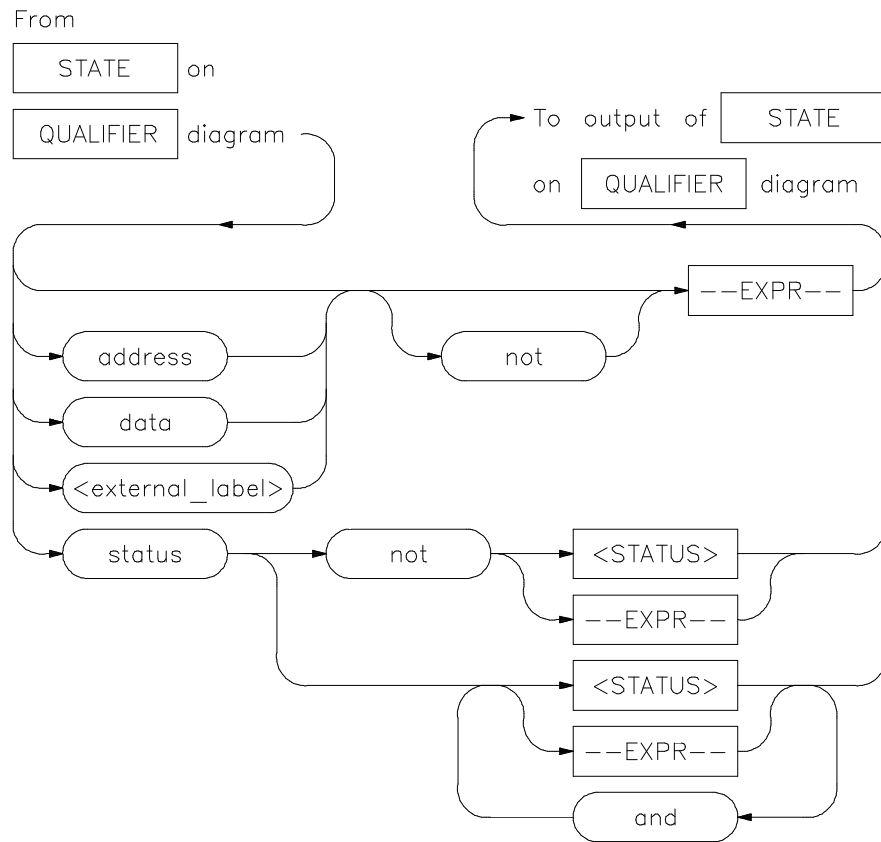 From
STATE on
QUALIFIER diagram
To output of STATE
on QUALIFIER diagram
--EXPR--
address
not
data
<external_label>
status
not
<STATUS>
--EXPR--
<STATUS>
--EXPR--
and